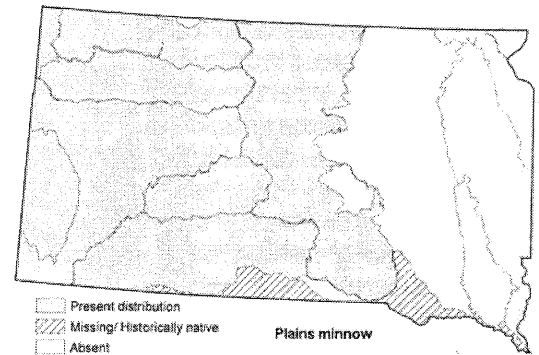 Present distribution
Missing/ Historically native
Plains minnow
Absent